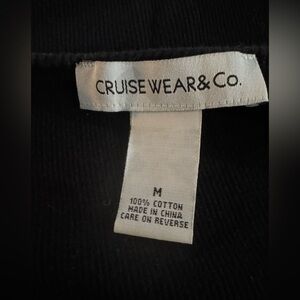 CRUISE WEAR & CO.
M
100% COTTON
MADE IN CHINA
CARE ON REVERSE